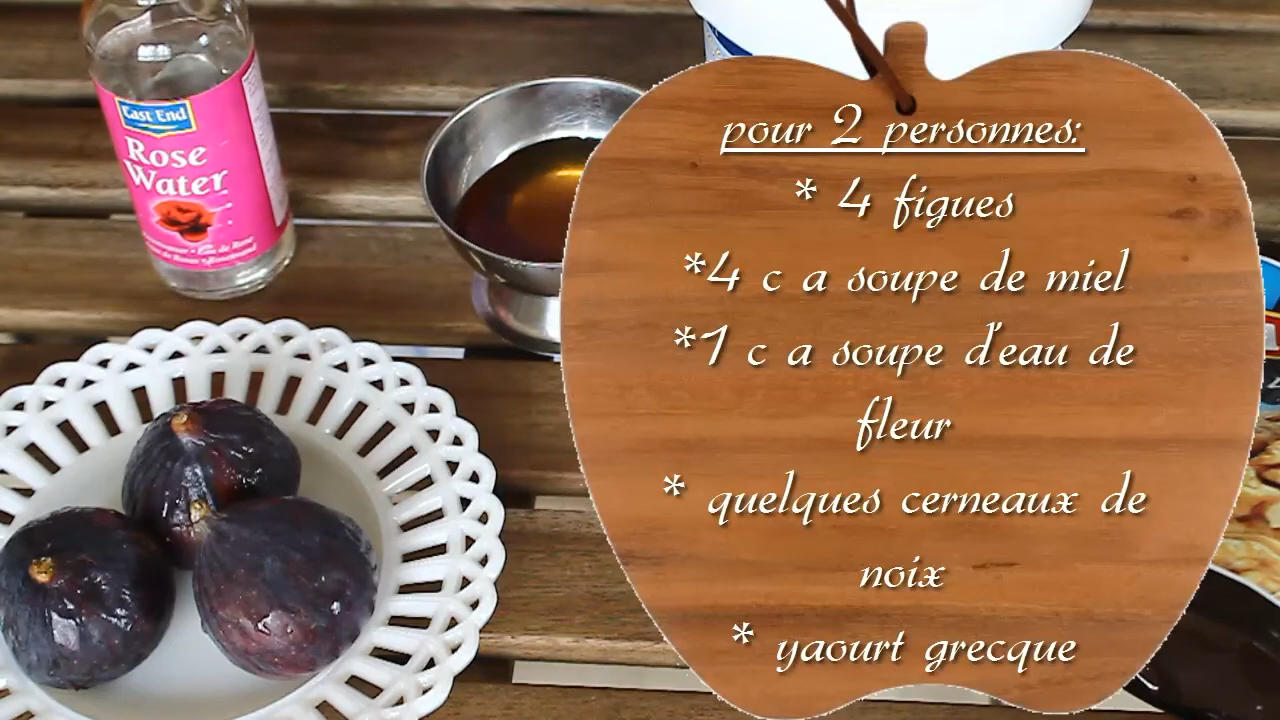 East End
Rose
Water
pour 2 personnes:
* 4 figues
*4 c a soupe de miel
*1 c a soupe d'eau de
fleur
* quelques cerneaux de
noix
* yaourt grecque